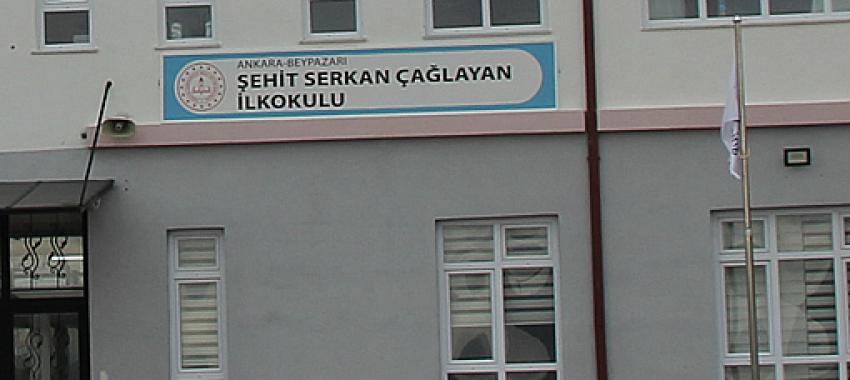 ANKARA-BEYPAZARI
ŞEHİT SERKAN ÇAĞLAYAN
İLKOKULU